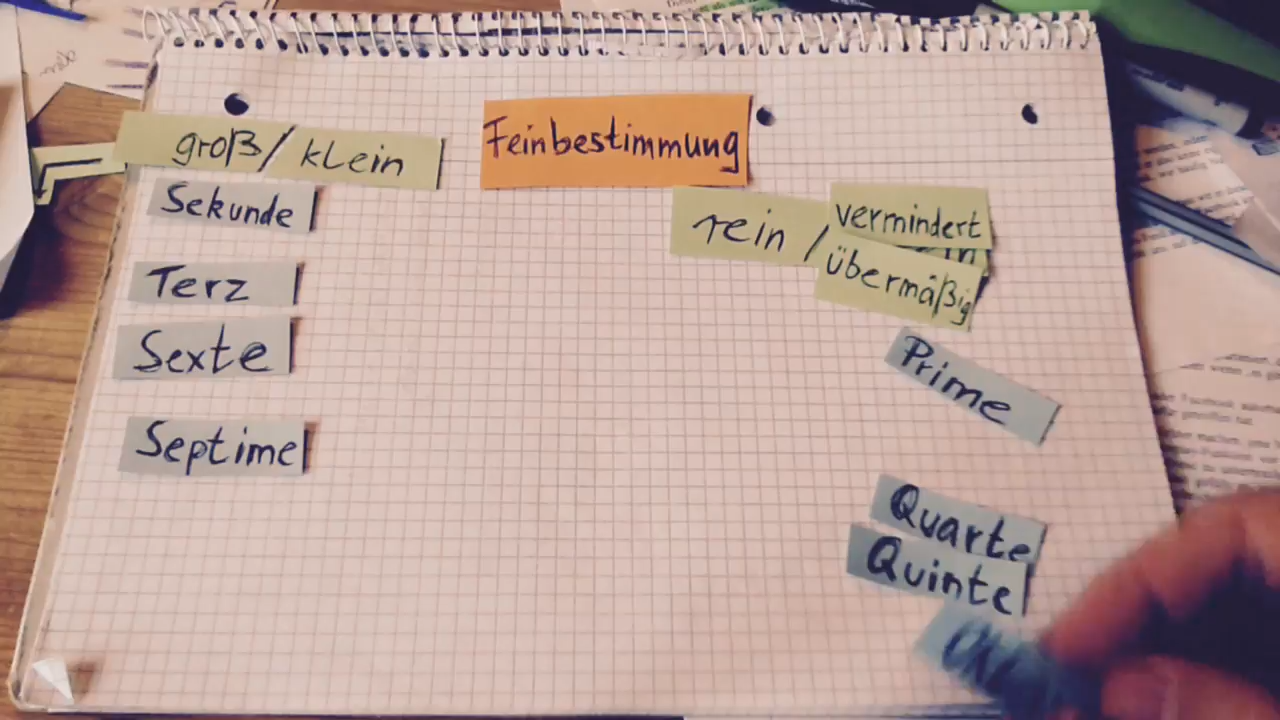 Feinbestimmung
groß/klein
Sekunde
Terz
Sexte
Septime
rein / vermindert
übermäßig
Prime
Quarte
Quinte